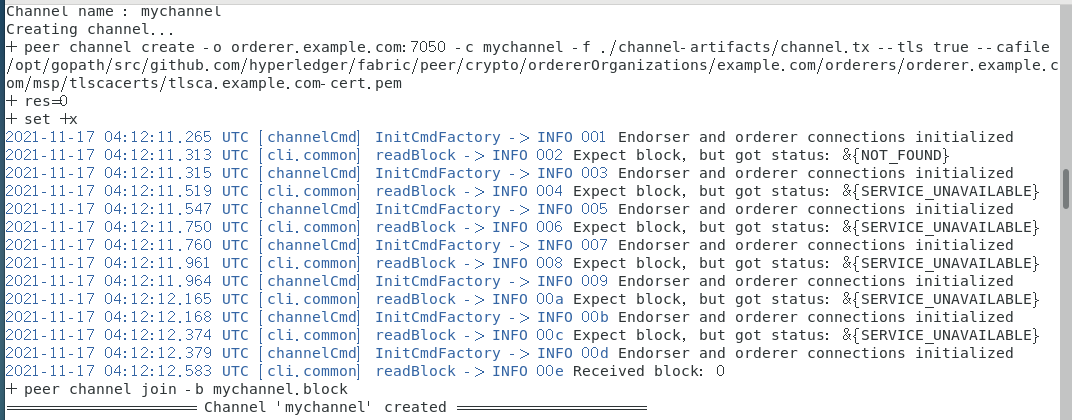 Channel name : mychannel
Creating channel...
+ peer channel create -o orderer.example.com:7050 -c mychannel -f ./channel-artifacts/channel.tx --tls true --cafile
/opt/gopath/src/github.com/hyperledger/fabric/peer/crypto/ordererOrganizations/example.com/orderers/orderer.example.c
om/msp/tlscacerts/tlsca.example.com-cert.pem
+ res=0
+ set +x
2021-11-17 04:12:11.265 UTC [channelCmd] InitCmdFactory -> INFO 001 Endorser and orderer connections initialized
2021-11-17 04:12:11.313 UTC [cli.common] readBlock -> INFO 002 Expect block, but got status: &{NOT_FOUND}
2021-11-17 04:12:11.315 UTC [channelCmd] InitCmdFactory -> INFO 003 Endorser and orderer connections initialized
2021-11-17 04:12:11.519 UTC [cli.common] readBlock -> INFO 004 Expect block, but got status: &{SERVICE_UNAVAILABLE}
2021-11-17 04:12:11.547 UTC [channelCmd] InitCmdFactory -> INFO 005 Endorser and orderer connections initialized
2021-11-17 04:12:11.750 UTC [cli.common] readBlock -> INFO 006 Expect block, but got status: &{SERVICE_UNAVAILABLE}
2021-11-17 04:12:11.760 UTC [channelCmd] InitCmdFactory -> INFO 007 Endorser and orderer connections initialized
2021-11-17 04:12:11.961 UTC [cli.common] readBlock -> INFO 008 Expect block, but got status: &{SERVICE_UNAVAILABLE}
2021-11-17 04:12:11.964 UTC [channelCmd] InitCmdFactory -> INFO 009 Endorser and orderer connections initialized
2021-11-17 04:12:12.165 UTC [cli.common] readBlock -> INFO 00a Expect block, but got status: &{SERVICE_UNAVAILABLE}
2021-11-17 04:12:12.168 UTC [channelCmd] InitCmdFactory -> INFO 00b Endorser and orderer connections initialized
2021-11-17 04:12:12.374 UTC [cli.common] readBlock -> INFO 00c Expect block, but got status: &{SERVICE_UNAVAILABLE}
2021-11-17 04:12:12.379 UTC [channelCmd] InitCmdFactory -> INFO 00d Endorser and orderer connections initialized
2021-11-17 04:12:12.583 UTC [cli.common] readBlock -> INFO 00e Received block: 0
+ peer channel join -b mychannel.block
===================== Channel 'mychannel' created =====================